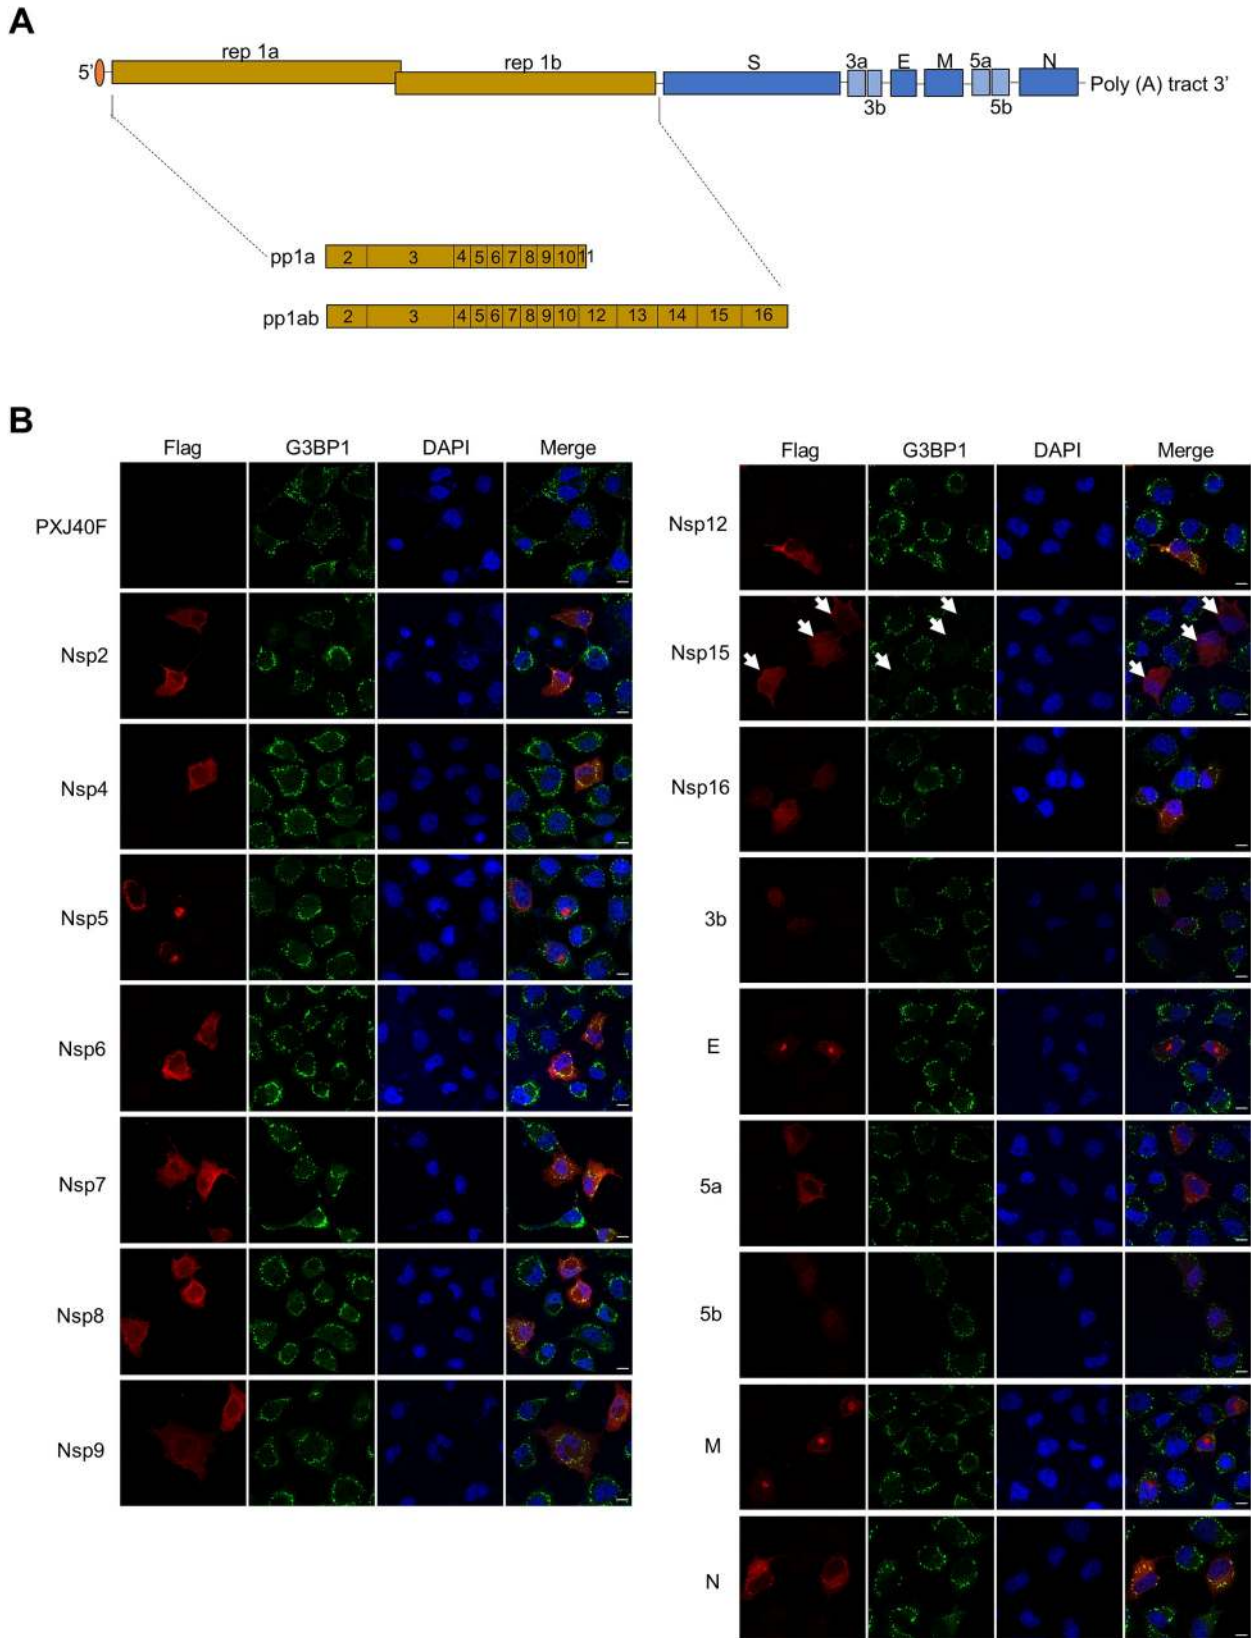 A
rep 1a
rep 1b
S
3a
E
M
5a
N
5'
Poly (A) tract 3'
3b
5b
pp1a
2 3 4 5 6 7 8 9 10 11
pp1ab
2 3 4 5 6 7 8 9 10 12 13 14 15 16
B
Flag G3BP1 DAPI Merge
PXJ40F
Nsp2
Nsp4
Nsp5
Nsp6
Nsp7
Nsp8
Nsp9
Flag G3BP1 DAPI Merge
Nsp12
Nsp15
Nsp16
3b
E
5a
5b
M
N